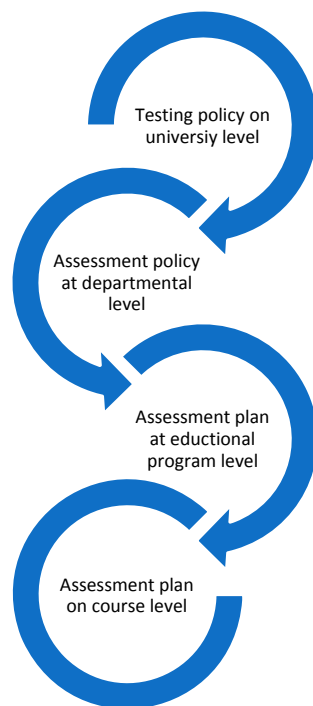 Testing policy on
universiy level
Assessment policy
at departmental
level
Assessment plan
at eductional
program level
Assessment plan
on course level